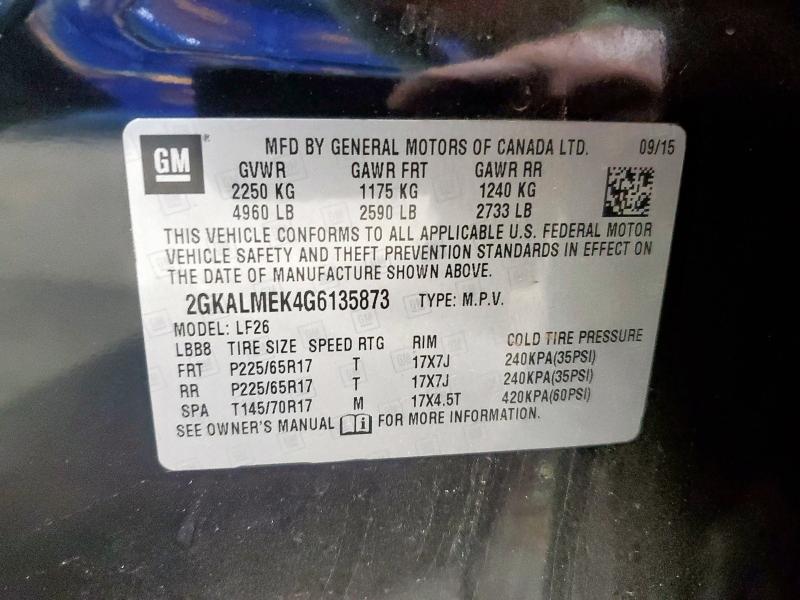 GM
MFD BY GENERAL MOTORS OF CANADA LTD. 09/15
GVWR GAWR FRT GAWR RR
2250 KG 1175 KG 1240 KG
4960 LB 2590 LB 2733 LB
THIS VEHICLE CONFORMS TO ALL APPLICABLE U.S. FEDERAL MOTOR
VEHICLE SAFETY AND THEFT PREVENTION STANDARDS IN EFFECT ON
THE DATE OF MANUFACTURE SHOWN ABOVE.
2GKALMEK4G6135873 TYPE: M.P.V.
MODEL: LF26
LBB8 TIRE SIZE SPEED RTG RIM COLD TIRE PRESSURE
FRT P225/65R17 T 17X7J 240KPA(35PSI)
RR P225/65R17 T 17X7J 240KPA(35PSI)
SPA T145/70R17 M 17X4.5T 420KPA(60PSI)
SEE OWNER'S MANUAL FOR MORE INFORMATION.